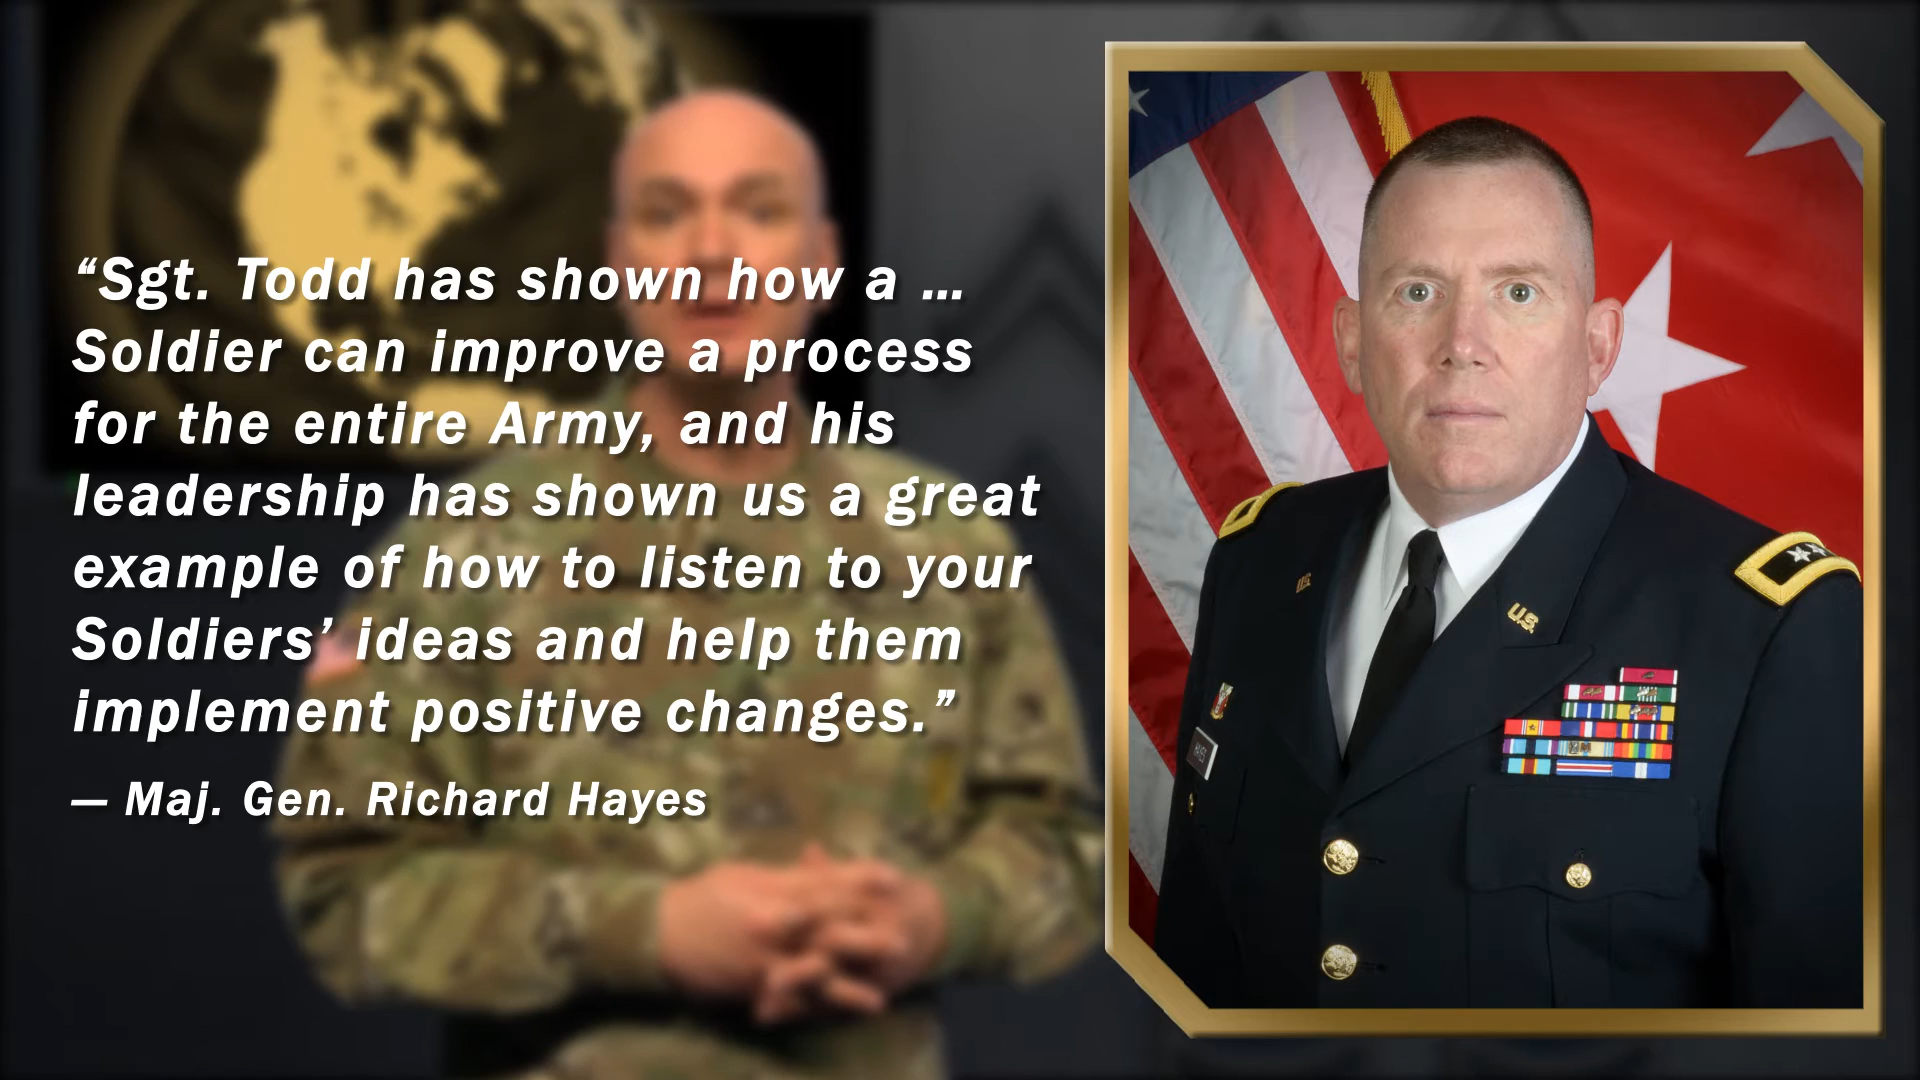 “Sgt. Todd has shown how a ...
Soldier can improve a process
for the entire Army, and his
leadership has shown us a great
example of how to listen to your
Soldiers’ ideas and help them
implement positive changes.”
— Maj. Gen. Richard Hayes
U.S.
U.S.
HAYES